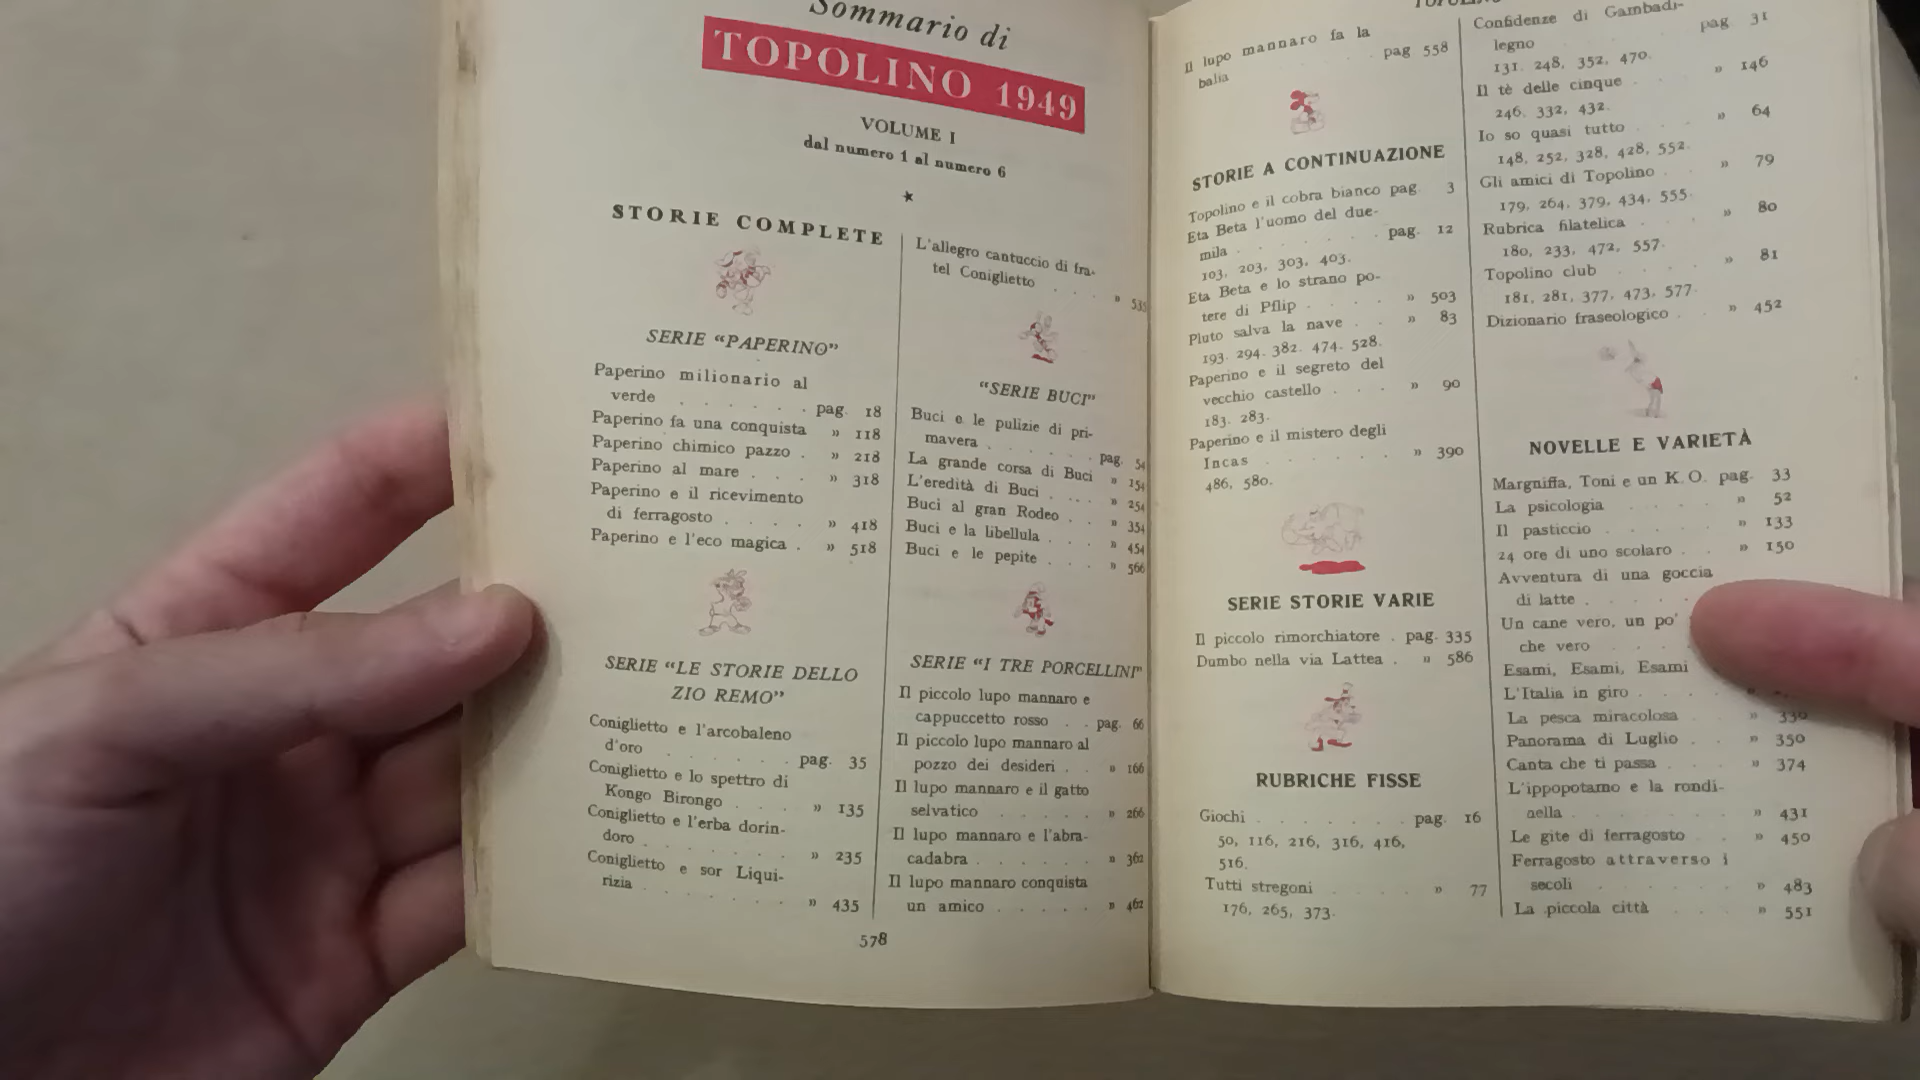 Sommario di
TOPOLINO 1949
VOLUME I
dal numero 1 al numero 6
STORIE COMPLETE
SERIE “PAPERINO”
Paperino milionario al
verde . . . . . . pag. 18
Paperino fa una conquista » 118
Paperino chimico pazzo . » 218
Paperino al mare . . . » 318
Paperino e il ricevimento
di ferragosto . . . . » 418
Paperino e l'eco magica . » 518
SERIE “LE STORIE DELLO
ZIO REMO”
Coniglietto e l'arcobaleno
d'oro . . . . . . pag. 35
Coniglietto e lo spettro di
Kongo Birongo . . . » 135
Coniglietto e l'erba dorin-
doro . . . . . . . » 235
Coniglietto e sor Liqui-
rizia . . . . . . . » 435
L'allegro cantuccio di fra-
tel Coniglietto . . . » 535
“SERIE BUCI”
Buci e le pulizie di pri-
mavera . . . . . . pag. 54
La grande corsa di Buci » 154
L'eredità di Buci . . . . » 254
Buci al gran Rodeo . . » 354
Buci e la libellula . . . . » 454
Buci e le pepite . . . . » 566
SERIE “I TRE PORCELLINI”
Il piccolo lupo mannaro e
cappuccetto rosso . . pag. 66
Il piccolo lupo mannaro al
pozzo dei desideri . . » 166
Il lupo mannaro e il gatto
selvatico . . . . . » 266
Il lupo mannaro e l'abra-
cadabra . . . . . . » 362
Il lupo mannaro conquista
un amico . . . . . » 462
578
Il lupo mannaro fa la
balia . . . . . . pag 558
STORIE A CONTINUAZIONE
Topolino e il cobra bianco pag. 3
Eta Beta l'uomo del due-
mila . . . . . . . pag. 12
103, 203, 303, 403.
Eta Beta e lo strano po-
tere di Pflip . . . . » 503
Pluto salva la nave . . » 83
193. 294. 382. 474. 528.
Paperino e il segreto del
vecchio castello . . . » 90
183. 283.
Paperino e il mistero degli
Incas . . . . . . » 390
486, 580.
SERIE STORIE VARIE
Il piccolo rimorchiatore . pag. 335
Dumbo nella via Lattea . » 586
RUBRICHE FISSE
Giochi . . . . . . . pag. 16
50, 116, 216, 316, 416,
516.
Tutti stregoni . . . . » 77
176, 265, 373.
Confidenze di Gambadi-
legno . . . . . pag 31
131. 248, 352, 470.
Il tè delle cinque . . . » 146
246, 332, 432.
Io so quasi tutto . . . » 64
148, 252, 328, 428, 552.
Gli amici di Topolino . . » 79
179, 264, 379, 434, 555.
Rubrica filatelica . . . » 80
180, 233, 472, 557.
Topolino club . . . . » 81
181, 281, 377, 473, 577.
Dizionario fraseologico . . » 452
NOVELLE E VARIETÀ
Margniffa, Toni e un K. O. pag. 33
La psicologia . . . . » 52
Il pasticcio . . . . . » 133
24 ore di uno scolaro . . » 150
Avventura di una goccia
di latte . . . .
Un cane vero, un po'
che vero . . .
Esami, Esami, Esami
L'Italia in giro . . . . »
La pesca miracolosa . . » 330
Panorama di Luglio . . » 350
Canta che ti passa . . . » 374
L'ippopotamo e la rondi-
nella . . . . . . . » 431
Le gite di ferragosto . . » 450
Ferragosto attraverso i
secoli . . . . . . » 483
La piccola città . . . » 551